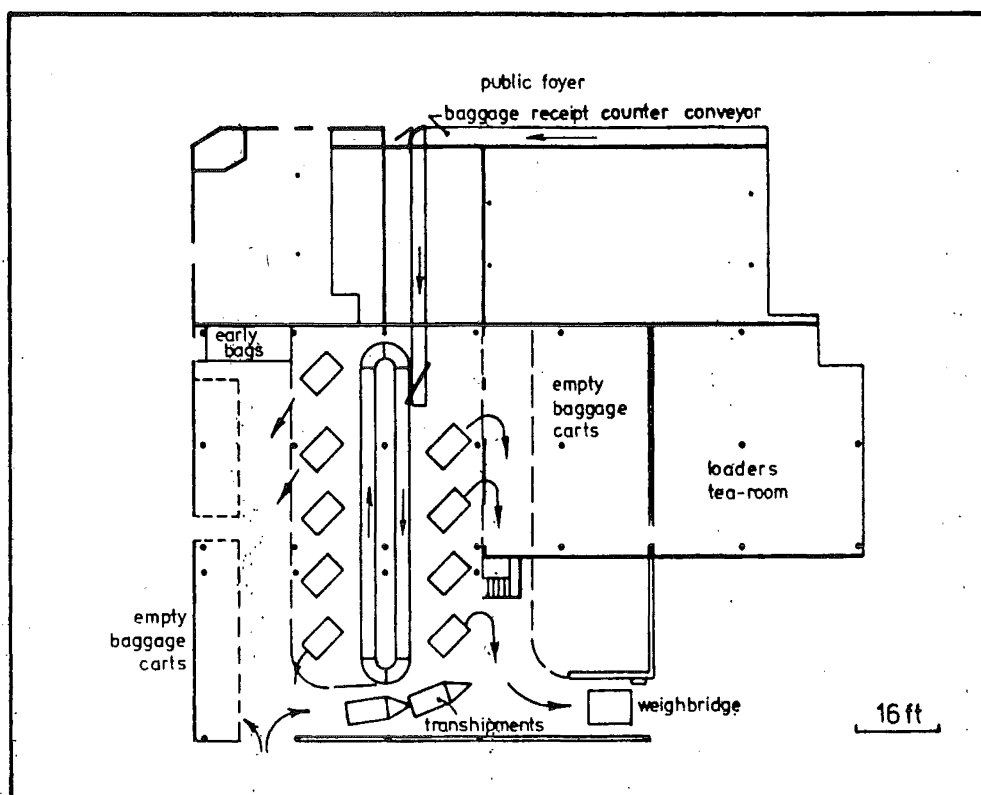 public foyer
baggage receipt counter conveyor
early
bags
empty
baggage
carts
loaders
tea-room
empty
baggage
carts
weighbridge
transhipments
16 ft